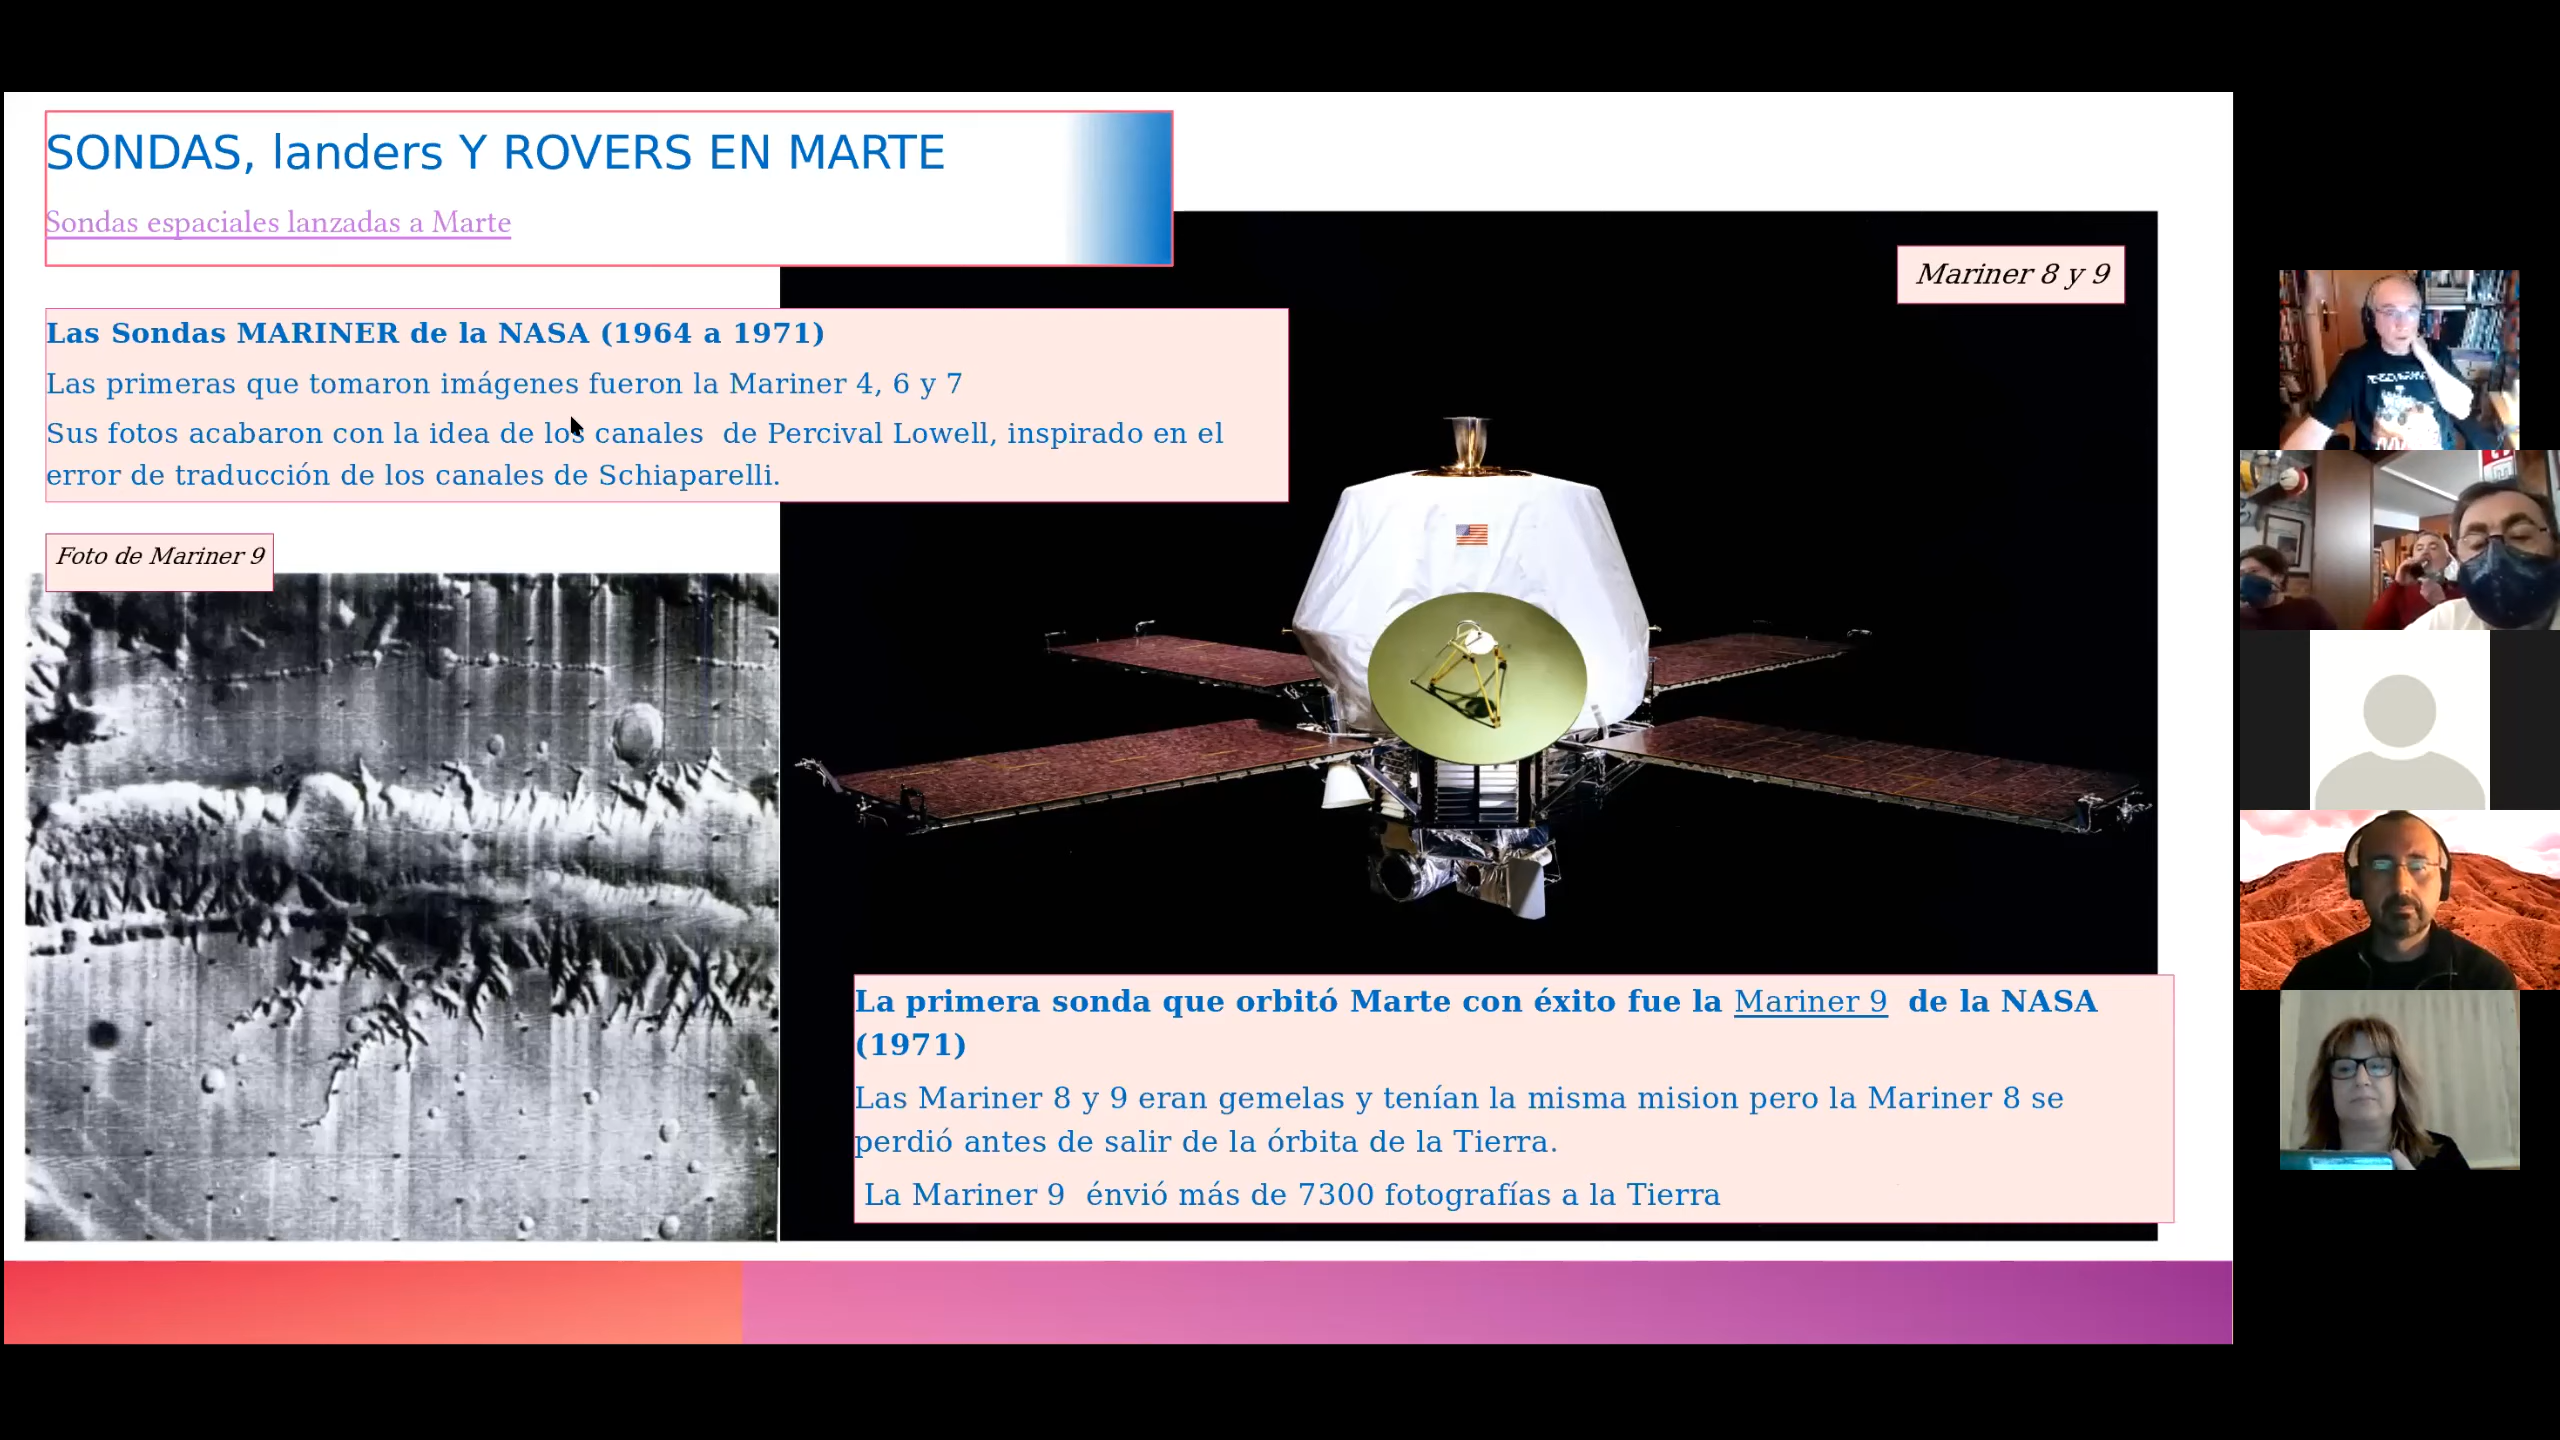 SONDAS, landers Y ROVERS EN MARTE
Sondas espaciales lanzadas a Marte
Mariner 8 y 9
Las Sondas MARINER de la NASA (1964 a 1971)
Las primeras que tomaron imágenes fueron la Mariner 4, 6 y 7
Sus fotos acabaron con la idea de los canales  de Percival Lowell, inspirado en el
error de traducción de los canales de Schiaparelli.
Foto de Mariner 9
La primera sonda que orbitó Marte con éxito fue la Mariner 9  de la NASA
(1971)
Las Mariner 8 y 9 eran gemelas y tenían la misma mision pero la Mariner 8 se
perdió antes de salir de la órbita de la Tierra.
La Mariner 9  énvió más de 7300 fotografías a la Tierra